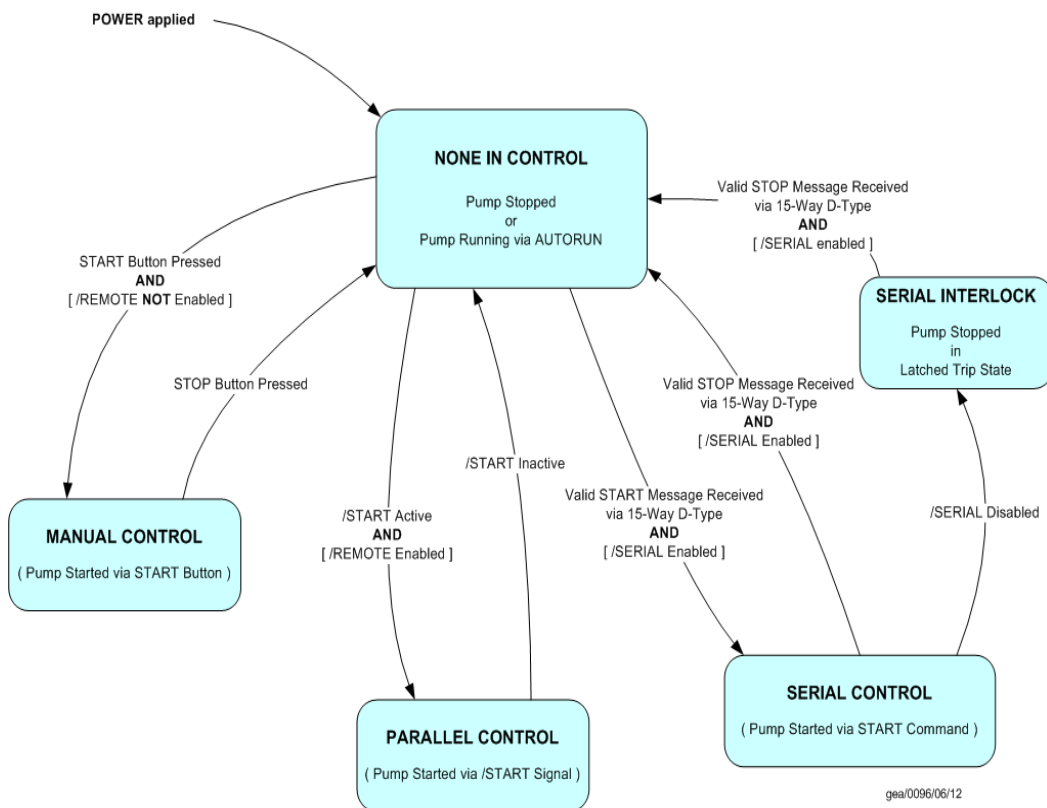 POWER applied
NONE IN CONTROL
Pump Stopped
or
Pump Running via AUTORUN
Valid STOP Message Received
via 15-Way D-Type
AND
[ /SERIAL enabled ]
START Button Pressed
AND
[ /REMOTE NOT Enabled ]
SERIAL INTERLOCK
Pump Stopped
in
Latched Trip State
STOP Button Pressed
Valid STOP Message Received
via 15-Way D-Type
AND
[ /SERIAL Enabled ]
/START Inactive
Valid START Message Received
via 15-Way D-Type
AND
[ /SERIAL Enabled ]
/START Active
AND
[ /REMOTE Enabled ]
/SERIAL Disabled
MANUAL CONTROL
( Pump Started via START Button )
SERIAL CONTROL
( Pump Started via START Command )
PARALLEL CONTROL
( Pump Started via /START Signal )
gea/0096/06/12